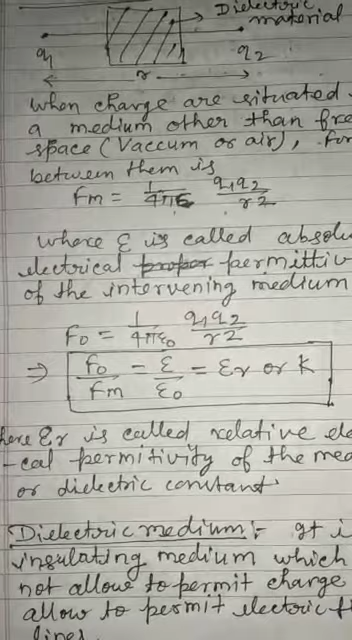 Dielectric
material
q1 q2
r
when charge are situated
a medium other than free
space (Vaccum or air), for
between them is
Fm = 1/4πε q1q2/r2
where ε is called absolu
electrical permittiv
of the intervening medium
F0 = 1/4πε0 q1q2/r2
⇒ F0/Fm = ε/ε0 = εr or K
here εr is called relative ele
-cal permitivity of the med
or dielectric constant.
Dielectric medium:- It i
insulating medium which
not allow to permit charge
allow to permit electric fi
lines.